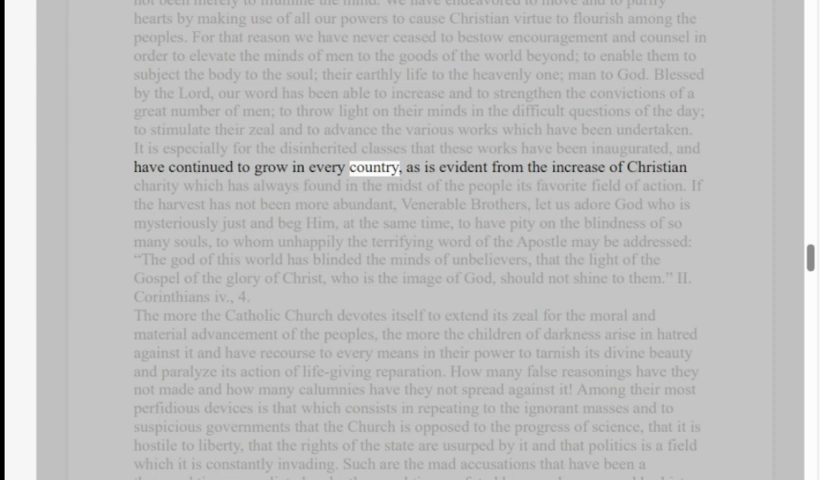 not been merely to illumine the mind. We have endeavored to move and to purify
hearts by making use of all our powers to cause Christian virtue to flourish among the
peoples. For that reason we have never ceased to bestow encouragement and counsel in
order to elevate the minds of men to the goods of the world beyond; to enable them to
subject the body to the soul; their earthly life to the heavenly one; man to God. Blessed
by the Lord, our word has been able to increase and to strengthen the convictions of a
great number of men; to throw light on their minds in the difficult questions of the day;
to stimulate their zeal and to advance the various works which have been undertaken.
It is especially for the disinherited classes that these works have been inaugurated, and
have continued to grow in every country, as is evident from the increase of Christian
charity which has always found in the midst of the people its favorite field of action. If
the harvest has not been more abundant, Venerable Brothers, let us adore God who is
mysteriously just and beg Him, at the same time, to have pity on the blindness of so
many souls, to whom unhappily the terrifying word of the Apostle may be addressed:
“The god of this world has blinded the minds of unbelievers, that the light of the
Gospel of the glory of Christ, who is the image of God, should not shine to them.” II.
Corinthians iv., 4.
The more the Catholic Church devotes itself to extend its zeal for the moral and
material advancement of the peoples, the more the children of darkness arise in hatred
against it and have recourse to every means in their power to tarnish its divine beauty
and paralyze its action of life-giving reparation. How many false reasonings have they
not made and how many calumnies have they not spread against it! Among their most
perfidious devices is that which consists in repeating to the ignorant masses and to
suspicious governments that the Church is opposed to the progress of science, that it is
hostile to liberty, that the rights of the state are usurped by it and that politics is a field
which it is constantly invading. Such are the mad accusations that have been a